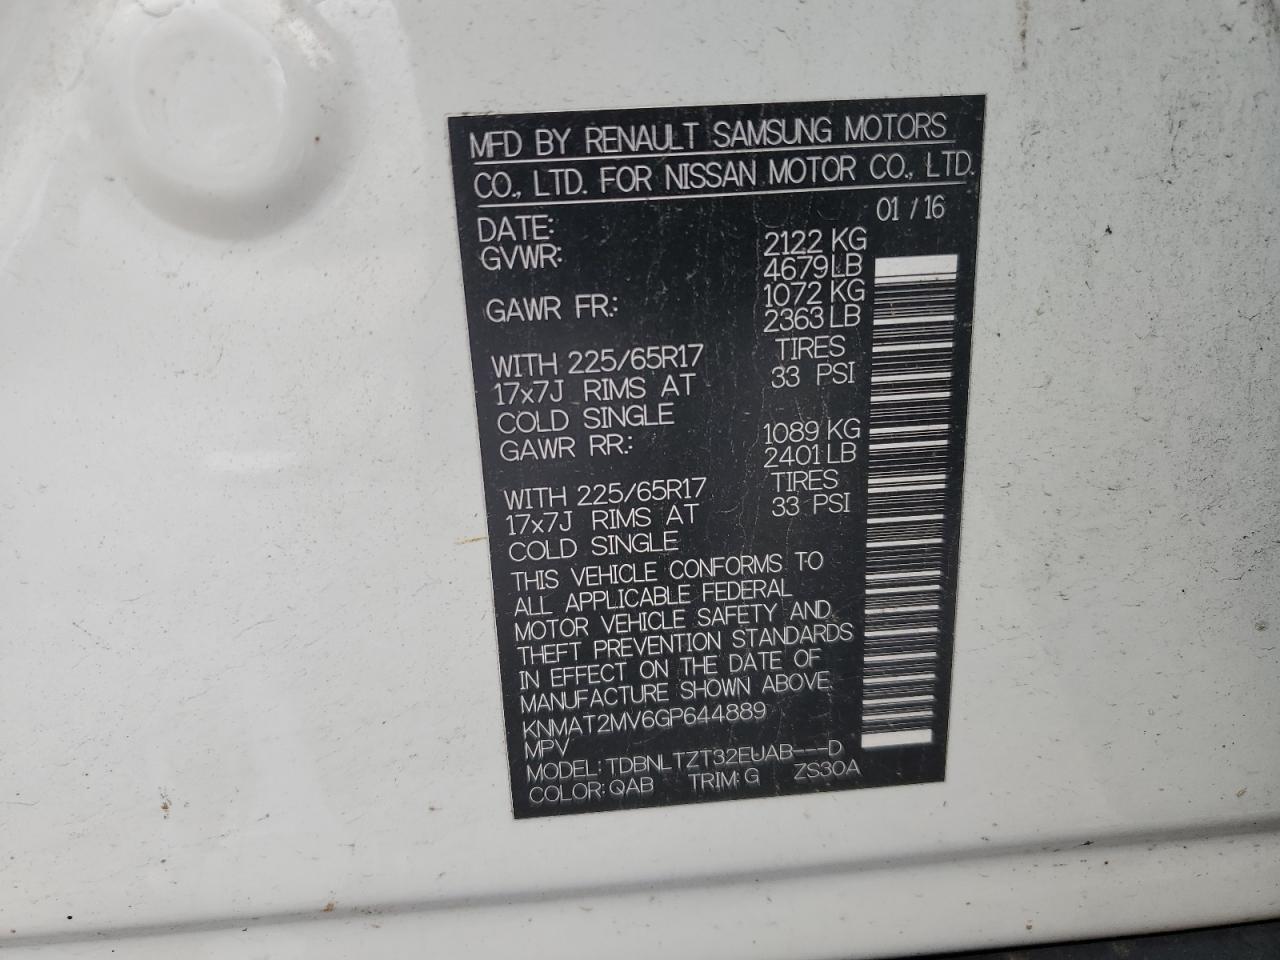 MFD BY RENAULT SAMSUNG MOTORS
CO., LTD. FOR NISSAN MOTOR CO., LTD.
DATE: 01 / 16
GVWR: 2122 KG
4679 LB
GAWR FR.: 1072 KG
2363 LB
WITH 225/65R17 TIRES
17x7J RIMS AT 33 PSI
COLD SINGLE
GAWR RR.: 1089 KG
2401 LB
WITH 225/65R17 TIRES
17x7J RIMS AT 33 PSI
COLD SINGLE
THIS VEHICLE CONFORMS TO
ALL APPLICABLE FEDERAL
MOTOR VEHICLE SAFETY AND
THEFT PREVENTION STANDARDS
IN EFFECT ON THE DATE OF
MANUFACTURE SHOWN ABOVE.
KNMAT2MV6GP644889
MPV
MODEL: TDBNLTZT32EUAB---D
COLOR: QAB TRIM: G ZS30A